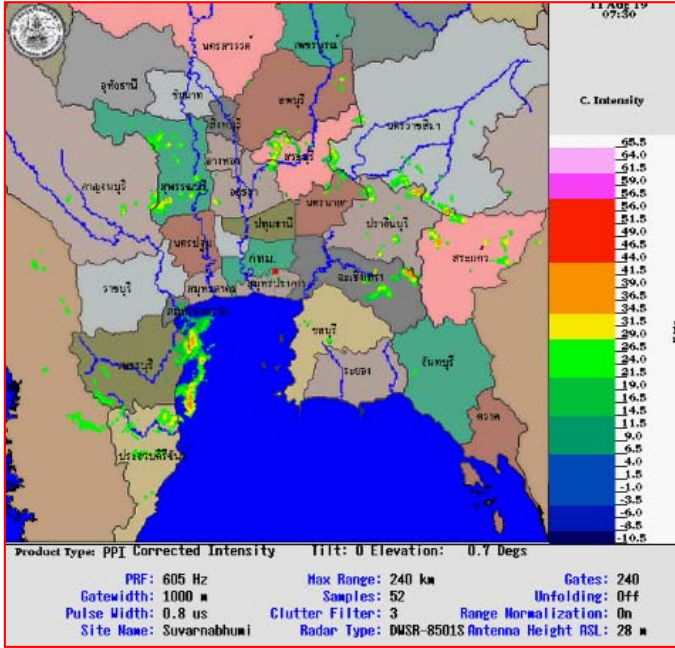 11 Aug 19
07:30
C. Intensity
นครสวรรค์
เพชรบูรณ์
อุทัยธานี
ชัยนาท
ลพบุรี
สิงห์บุรี
นครราชสีมา
อ่างทอง
สระบุรี
กาญจนบุรี
สุพรรณบุรี
อยุธยา
นครนายก
ปราจีนบุรี
ปทุมธานี
นครปฐม
สระแก้ว
กทม.
ฉะเชิงเทรา
ราชบุรี
สมุทรสาคร
สมุทรปราการ
ชลบุรี
เพชรบุรี
ระยอง
จันทบุรี
ตราด
ประจวบคีรีขันธ์
65.5
64.0
61.5
59.0
56.5
56.0
51.5
46.5
44.0
41.5
39.0
36.5
34.0
31.5
29.0
26.5
24.0
21.5
19.0
16.5
14.0
11.5
9.0
6.5
4.0
1.5
-1.0
-3.5
-6.0
-8.5
-10.5
Product Type: PPI Corrected Intensity Tilt: 0 Elevation: 0.7 Degs
PRF: 605 Hz Max Range: 240 km Gates: 240
Gatewidth: 1000 m Samples: 52 Unfolding: Off
Pulse Width: 0.8 us Clutter Filter: 3 Range Normalization: On
Site Name: Suvarnabhumi Radar Type: DWSR-8501S Antenna Height ASL: 28 m